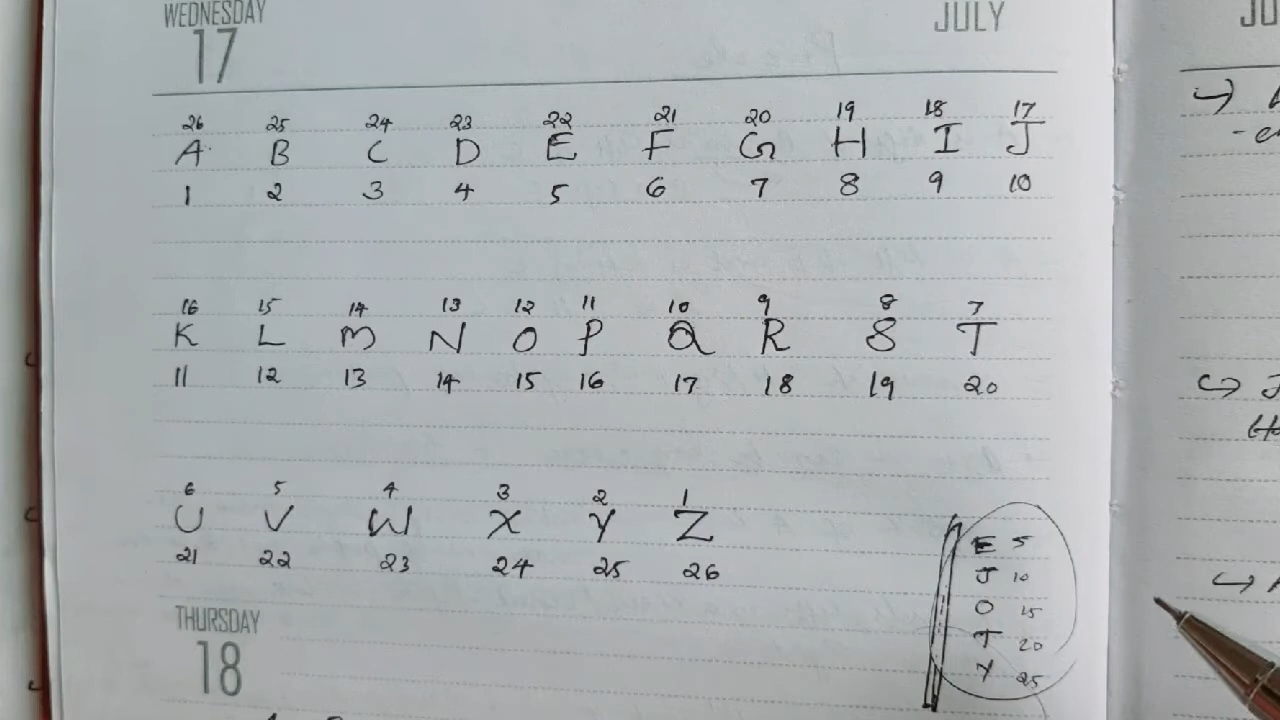 WEDNESDAY
17
JULY
JU
26 25 24 23 22 21 20 19 18 17
A B C D E F G H I J
1 2 3 4 5 6 7 8 9 10
16 15 14 13 12 11 10 9 8 7
K L M N O P Q R S T
11 12 13 14 15 16 17 18 19 20
6 5 4 3 2 1
U V W X Y Z
21 22 23 24 25 26
E 5
J 10
O 15
T 20
Y 25
THURSDAY
18